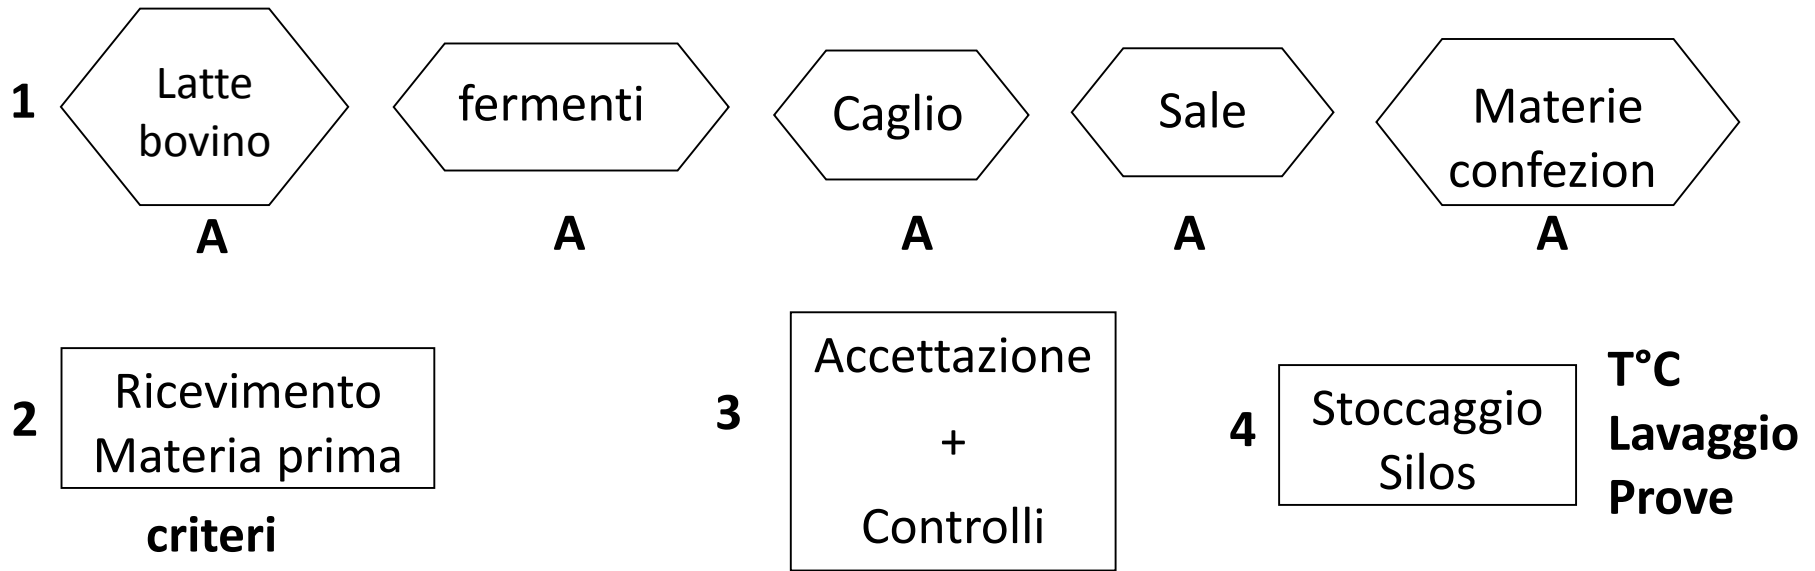 1
Latte
bovino
fermenti
Caglio
Sale
Materie
confezion
A
A
A
A
A
2
Ricevimento
Materia prima
criteri
3
Accettazione
+
Controlli
4
Stoccaggio
Silos
T°C
Lavaggio
Prove